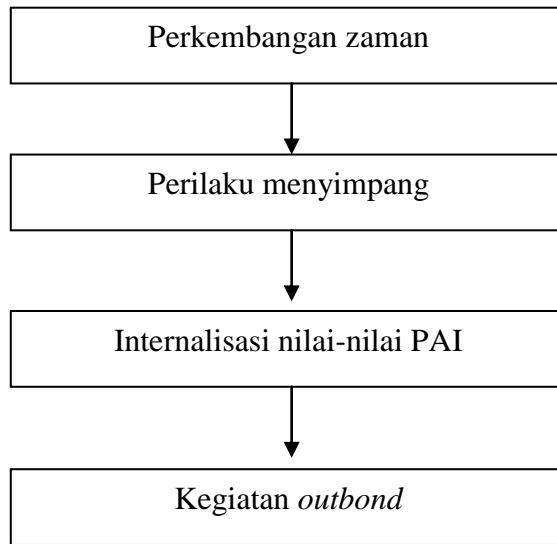 Perkembangan zaman
Perilaku menyimpang
Internalisasi nilai-nilai PAI
Kegiatan outbond